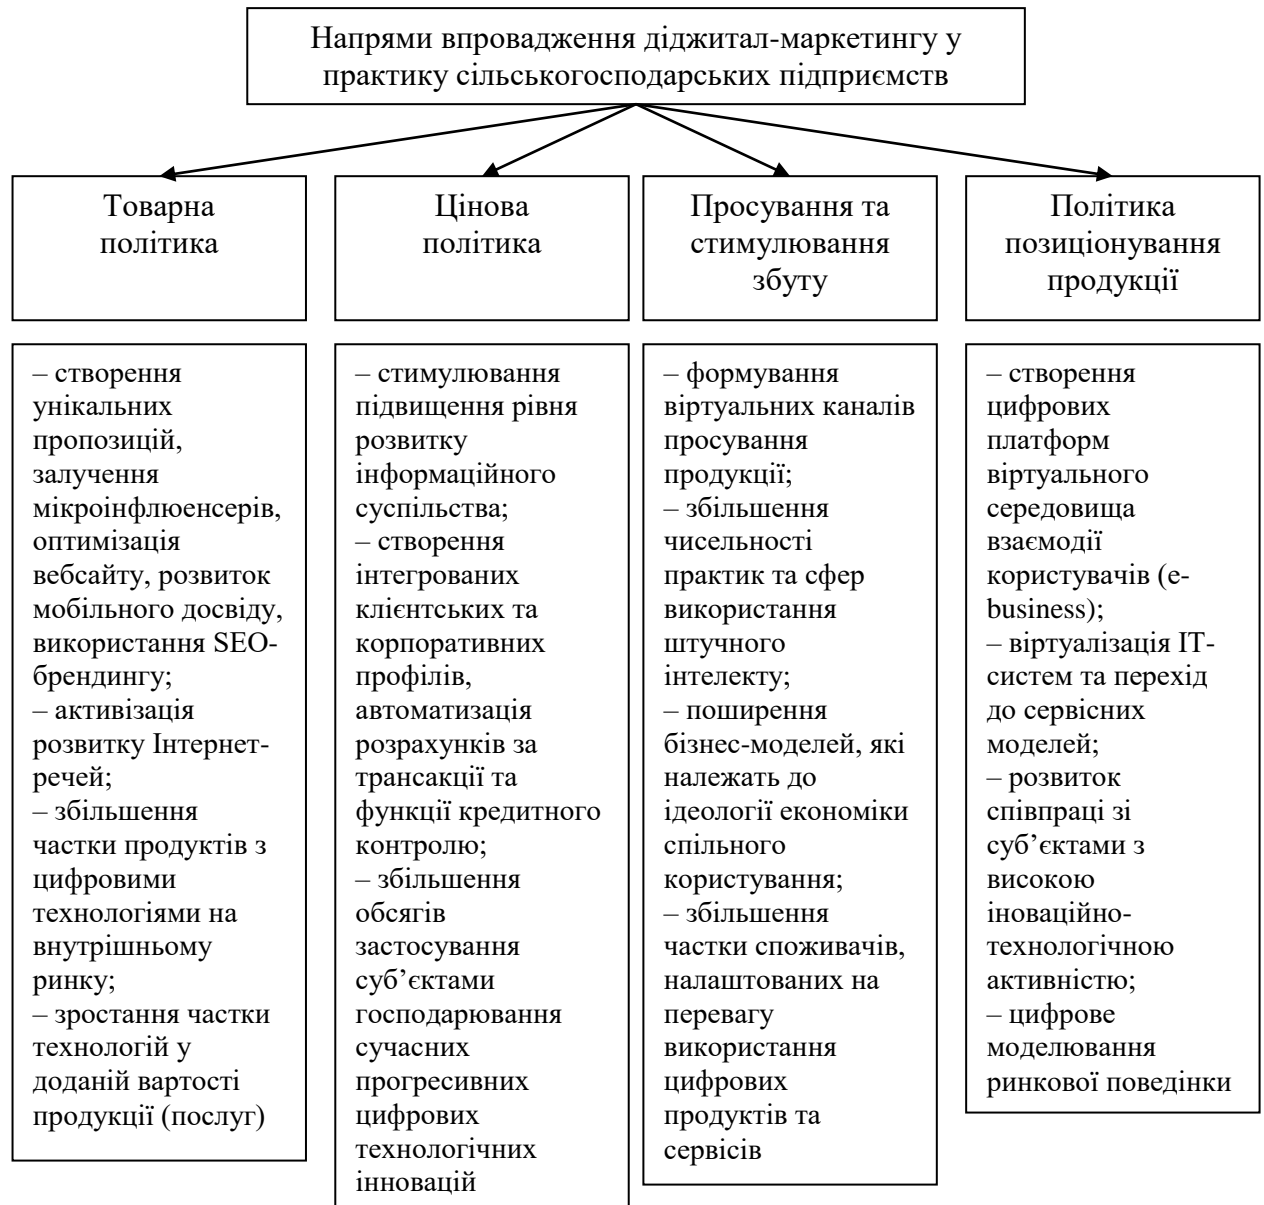 Напрями впровадження діджитал-маркетингу у
практику сільськогосподарських підприємств
Товарна
політика
Цінова
політика
Просування та
стимулювання
збуту
Політика
позиціонування
продукції
– створення
унікальних
пропозицій,
залучення
мікроінфлюенсерів,
оптимізація
вебсайту, розвиток
мобільного досвіду,
використання SEO-
брендингу;
– активізація
розвитку Інтернет-
речей;
– збільшення
частки продуктів з
цифровими
технологіями на
внутрішньому
ринку;
– зростання частки
технологій у
доданій вартості
продукції (послуг)
– стимулювання
підвищення рівня
розвитку
інформаційного
суспільства;
– створення
інтегрованих
клієнтських та
корпоративних
профілів,
автоматизація
розрахунків за
трансакції та
функції кредитного
контролю;
– збільшення
обсягів
застосування
суб’єктами
господарювання
сучасних
прогресивних
цифрових
технологічних
інновацій
– формування
віртуальних каналів
просування
продукції;
– збільшення
чисельності
практик та сфер
використання
штучного
інтелекту;
– поширення
бізнес-моделей, які
належать до
ідеології економіки
спільного
користування;
– збільшення
частки споживачів,
налаштованих на
перевагу
використання
цифрових
продуктів та
сервісів
– створення
цифрових
платформ
віртуального
середовища
взаємодії
користувачів (e-
business);
– віртуалізація ІТ-
систем та перехід
до сервісних
моделей;
– розвиток
співпраці зі
суб’єктами з
високою
іноваційно-
технологічною
активністю;
– цифрове
моделювання
ринкової поведінки